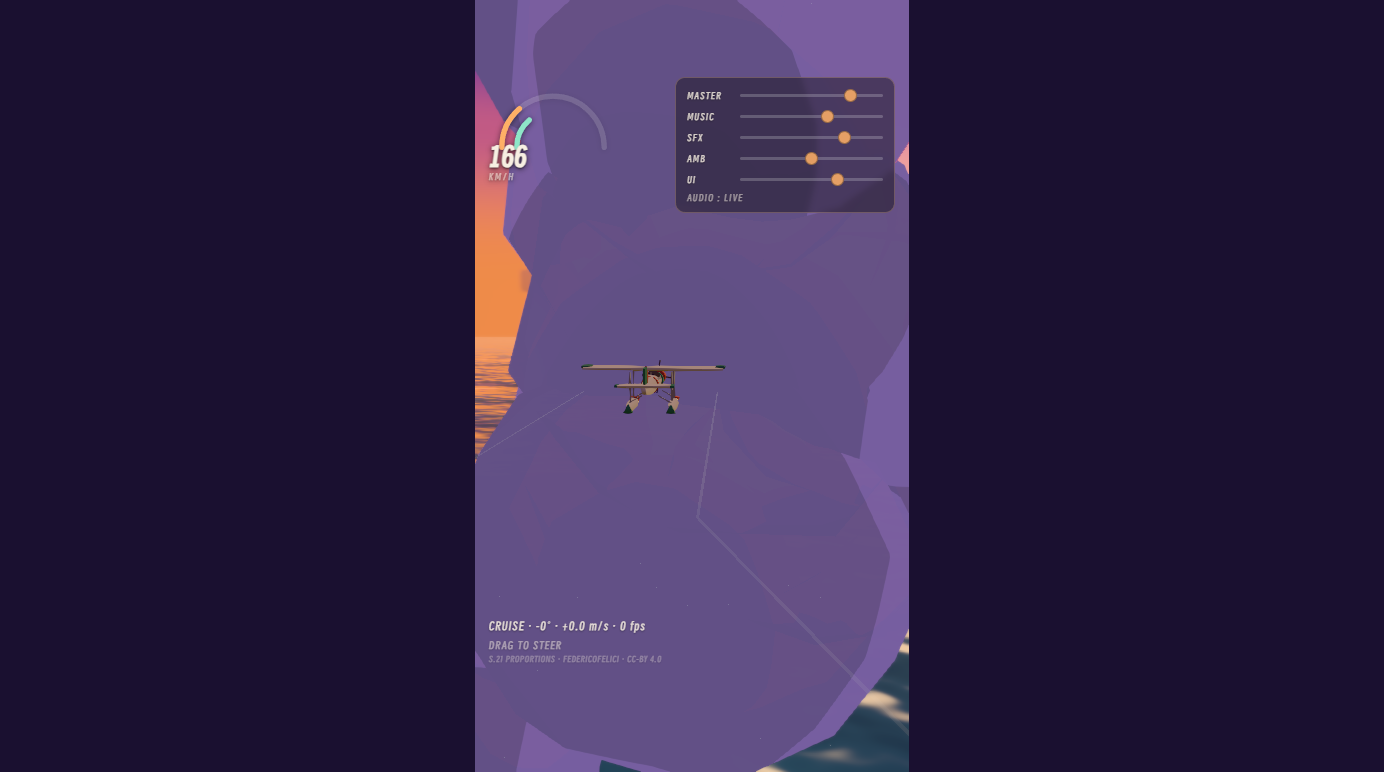 166
KM/H
MASTER
MUSIC
SFX
AMB
UI
AUDIO : LIVE
CRUISE · -0° · +0.0 m/s · 0 fps
DRAG TO STEER
S.21 PROPORTIONS · FEDERICOFELICI · CC-BY 4.0